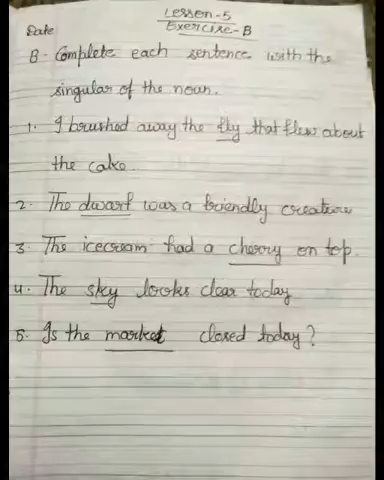 Lesson-5
Date
Exercise-B
B. Complete each sentence with the
singular of the noun.
1. I brushed away the fly that flew about
the cake.
2. The dwarf was a friendly creature
3. The icecream had a cherry on top.
4. The sky looks clear today
5. Is the market closed today?